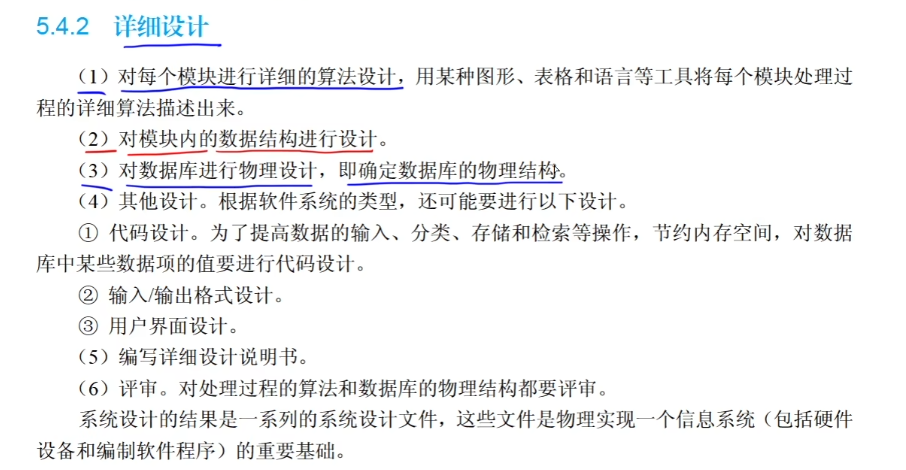 5.4.2 详细设计
（1）对每个模块进行详细的算法设计，用某种图形、表格和语言等工具将每个模块处理过
程的详细算法描述出来。
（2）对模块内的数据结构进行设计。
（3）对数据库进行物理设计，即确定数据库的物理结构。
（4）其他设计。根据软件系统的类型，还可能要进行以下设计。
① 代码设计。为了提高数据的输入、分类、存储和检索等操作，节约内存空间，对数据
库中某些数据项的值要进行代码设计。
② 输入/输出格式设计。
③ 用户界面设计。
（5）编写详细设计说明书。
（6）评审。对处理过程的算法和数据库的物理结构都要评审。
系统设计的结果是一系列的系统设计文件，这些文件是物理实现一个信息系统（包括硬件
设备和编制软件程序）的重要基础。